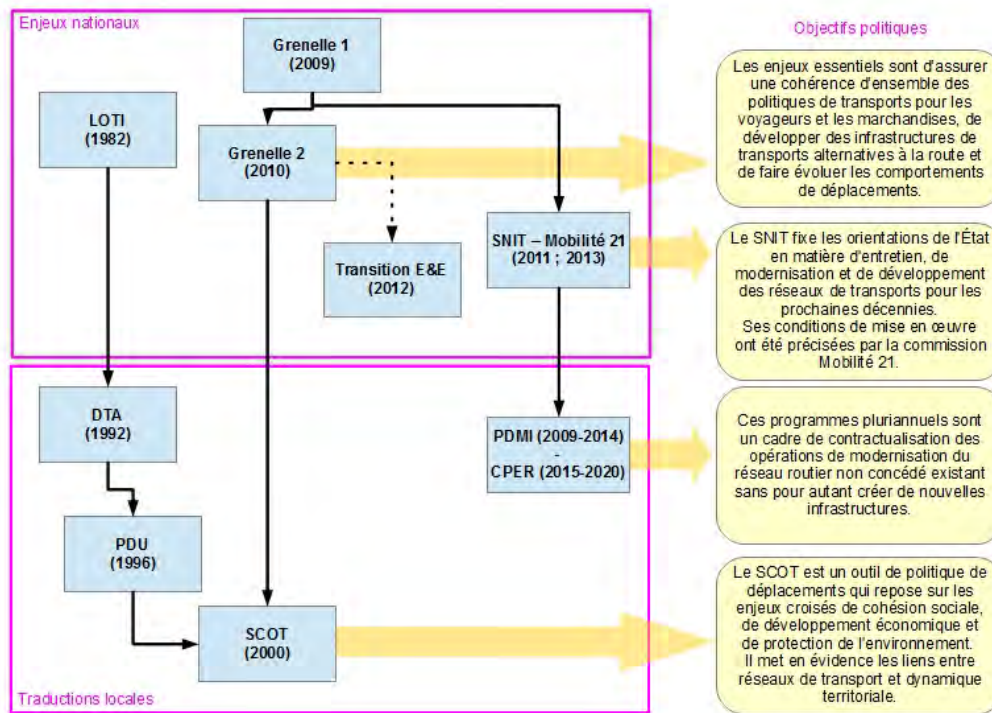 Enjeux nationaux
Grenelle 1
(2009)
LOTI
(1982)
Grenelle 2
(2010)
Transition E&E
(2012)
SNIT – Mobilité 21
(2011 ; 2013)
DTA
(1992)
PDU
(1996)
SCOT
(2000)
PDMI (2009-2014)
-
CPER (2015-2020)
Traductions locales
Objectifs politiques
Les enjeux essentiels sont d'assurer
une cohérence d'ensemble des
politiques de transports pour les
voyageurs et les marchandises, de
développer des infrastructures de
transports alternatives à la route et
de faire évoluer les comportements
de déplacements.
Le SNIT fixe les orientations de l'État
en matière d'entretien, de
modernisation et de développement
des réseaux de transports pour les
prochaines décennies.
Ses conditions de mise en œuvre
ont été précisées par la commission
Mobilité 21.
Ces programmes pluriannuels sont
un cadre de contractualisation des
opérations de modernisation du
réseau routier non concédé existant
sans pour autant créer de nouvelles
infrastructures.
Le SCOT est un outil de politique de
déplacements qui repose sur les
enjeux croisés de cohésion sociale,
de développement économique et
de protection de l'environnement.
Il met en évidence les liens entre
réseaux de transport et dynamique
territoriale.